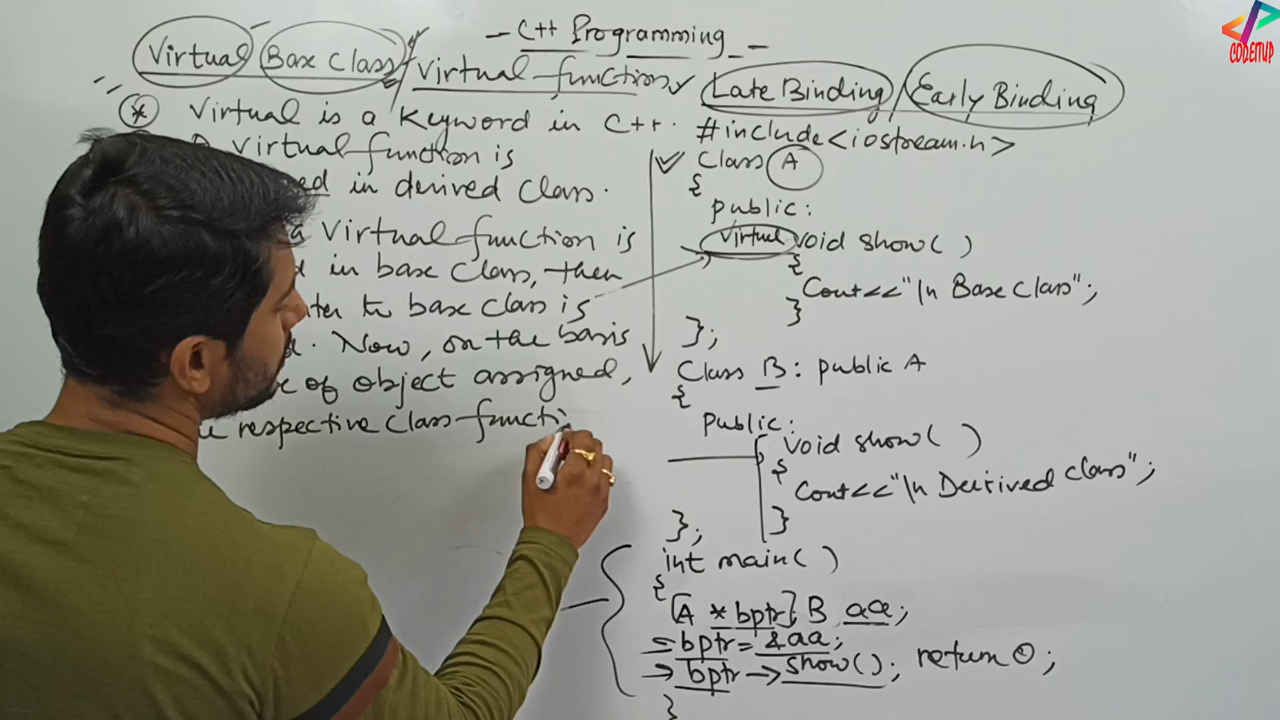 - C++ Programming -
Virtual Base Class / Virtual function, Late Binding / Early Binding
* Virtual is a Keyword in C++.
A Virtual function is
in derived Class.
a Virtual function is
in base Class, then
to base class is
Now, on the basis
of object assigned,
respective Class functi
#include<iostream.h>
Class A
{
public:
virtual void show( )
{
Cout<<"\n Base Class";
}
};
Class B: public A
{
Public:
void show( )
{
Cout<<"\n Derived Class";
}
};
int main( )
{
[A *bptr]; B aa;
bptr = &aa;
→ bptr → show(); return 0;
}
CODEITUP